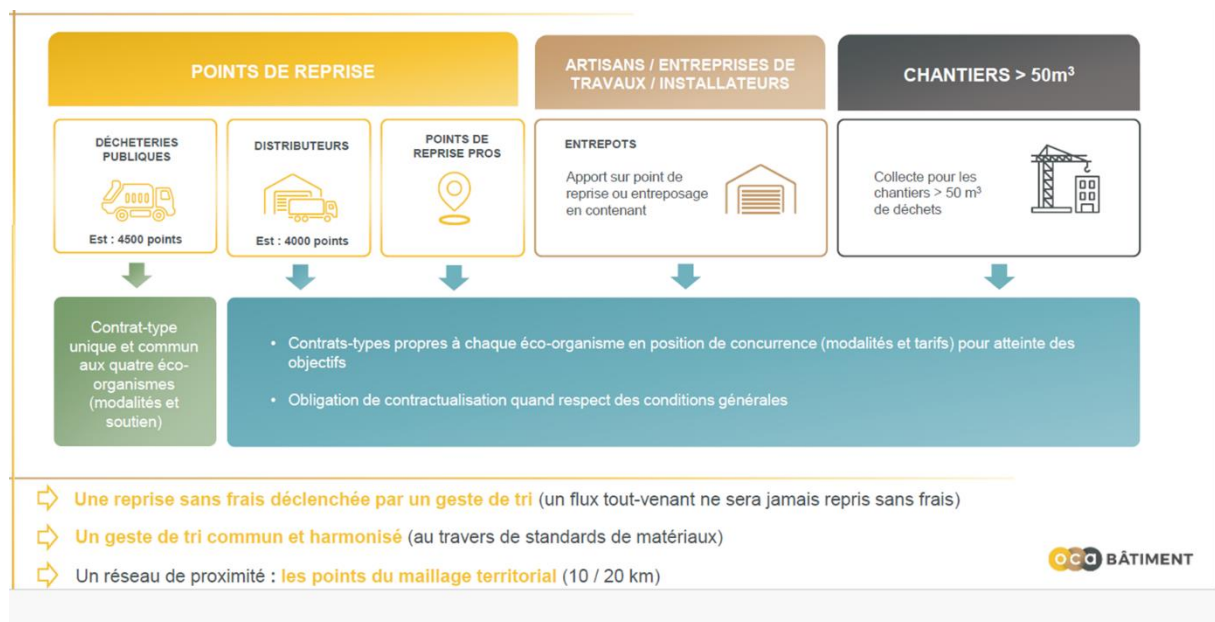 POINTS DE REPRISE
ARTISANS / ENTREPRISES DE
TRAVAUX / INSTALLATEURS
CHANTIERS > 50m³
DÉCHETERIES
PUBLIQUES
Est : 4500 points
DISTRIBUTEURS
Est : 4000 points
POINTS DE
REPRISE PROS
ENTREPOTS
Apport sur point de
reprise ou entreposage
en contenant
Collecte pour les
chantiers > 50 m³
de déchets
Contrat-type
unique et commun
aux quatre éco-
organismes
(modalités et
soutien)
• Contrats-types propres à chaque éco-organisme en position de concurrence (modalités et tarifs) pour atteinte des
objectifs
• Obligation de contractualisation quand respect des conditions générales
Une reprise sans frais déclenchée par un geste de tri (un flux tout-venant ne sera jamais repris sans frais)
Un geste de tri commun et harmonisé (au travers de standards de matériaux)
Un réseau de proximité : les points du maillage territorial (10 / 20 km)
oca BÂTIMENT